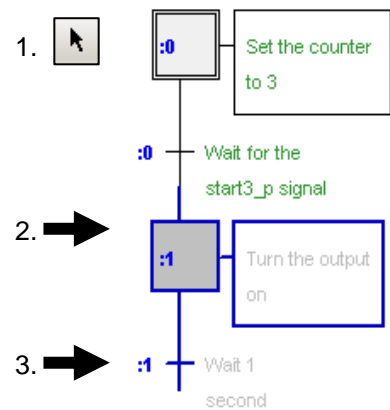 1.
:0
Set the counter
to 3
:0
Wait for the
start3_p signal
2.
:1
Turn the output
on
3.
:1
Wait 1
second